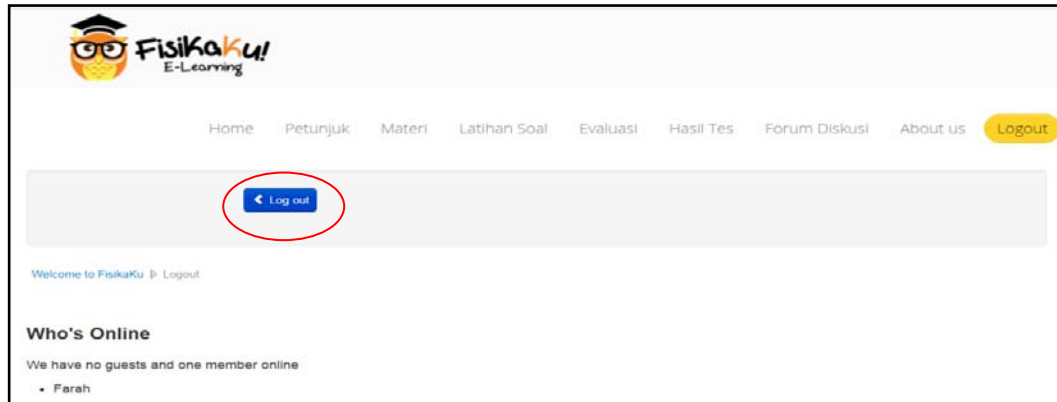 FisiKaKu!
E-Learning
Home Petunjuk Materi Latihan Soal Evaluasi Hasil Tes Forum Diskusi About us Logout
Log out
Welcome to FisikaKu Logout
Who's Online
We have no guests and one member online
• Farah